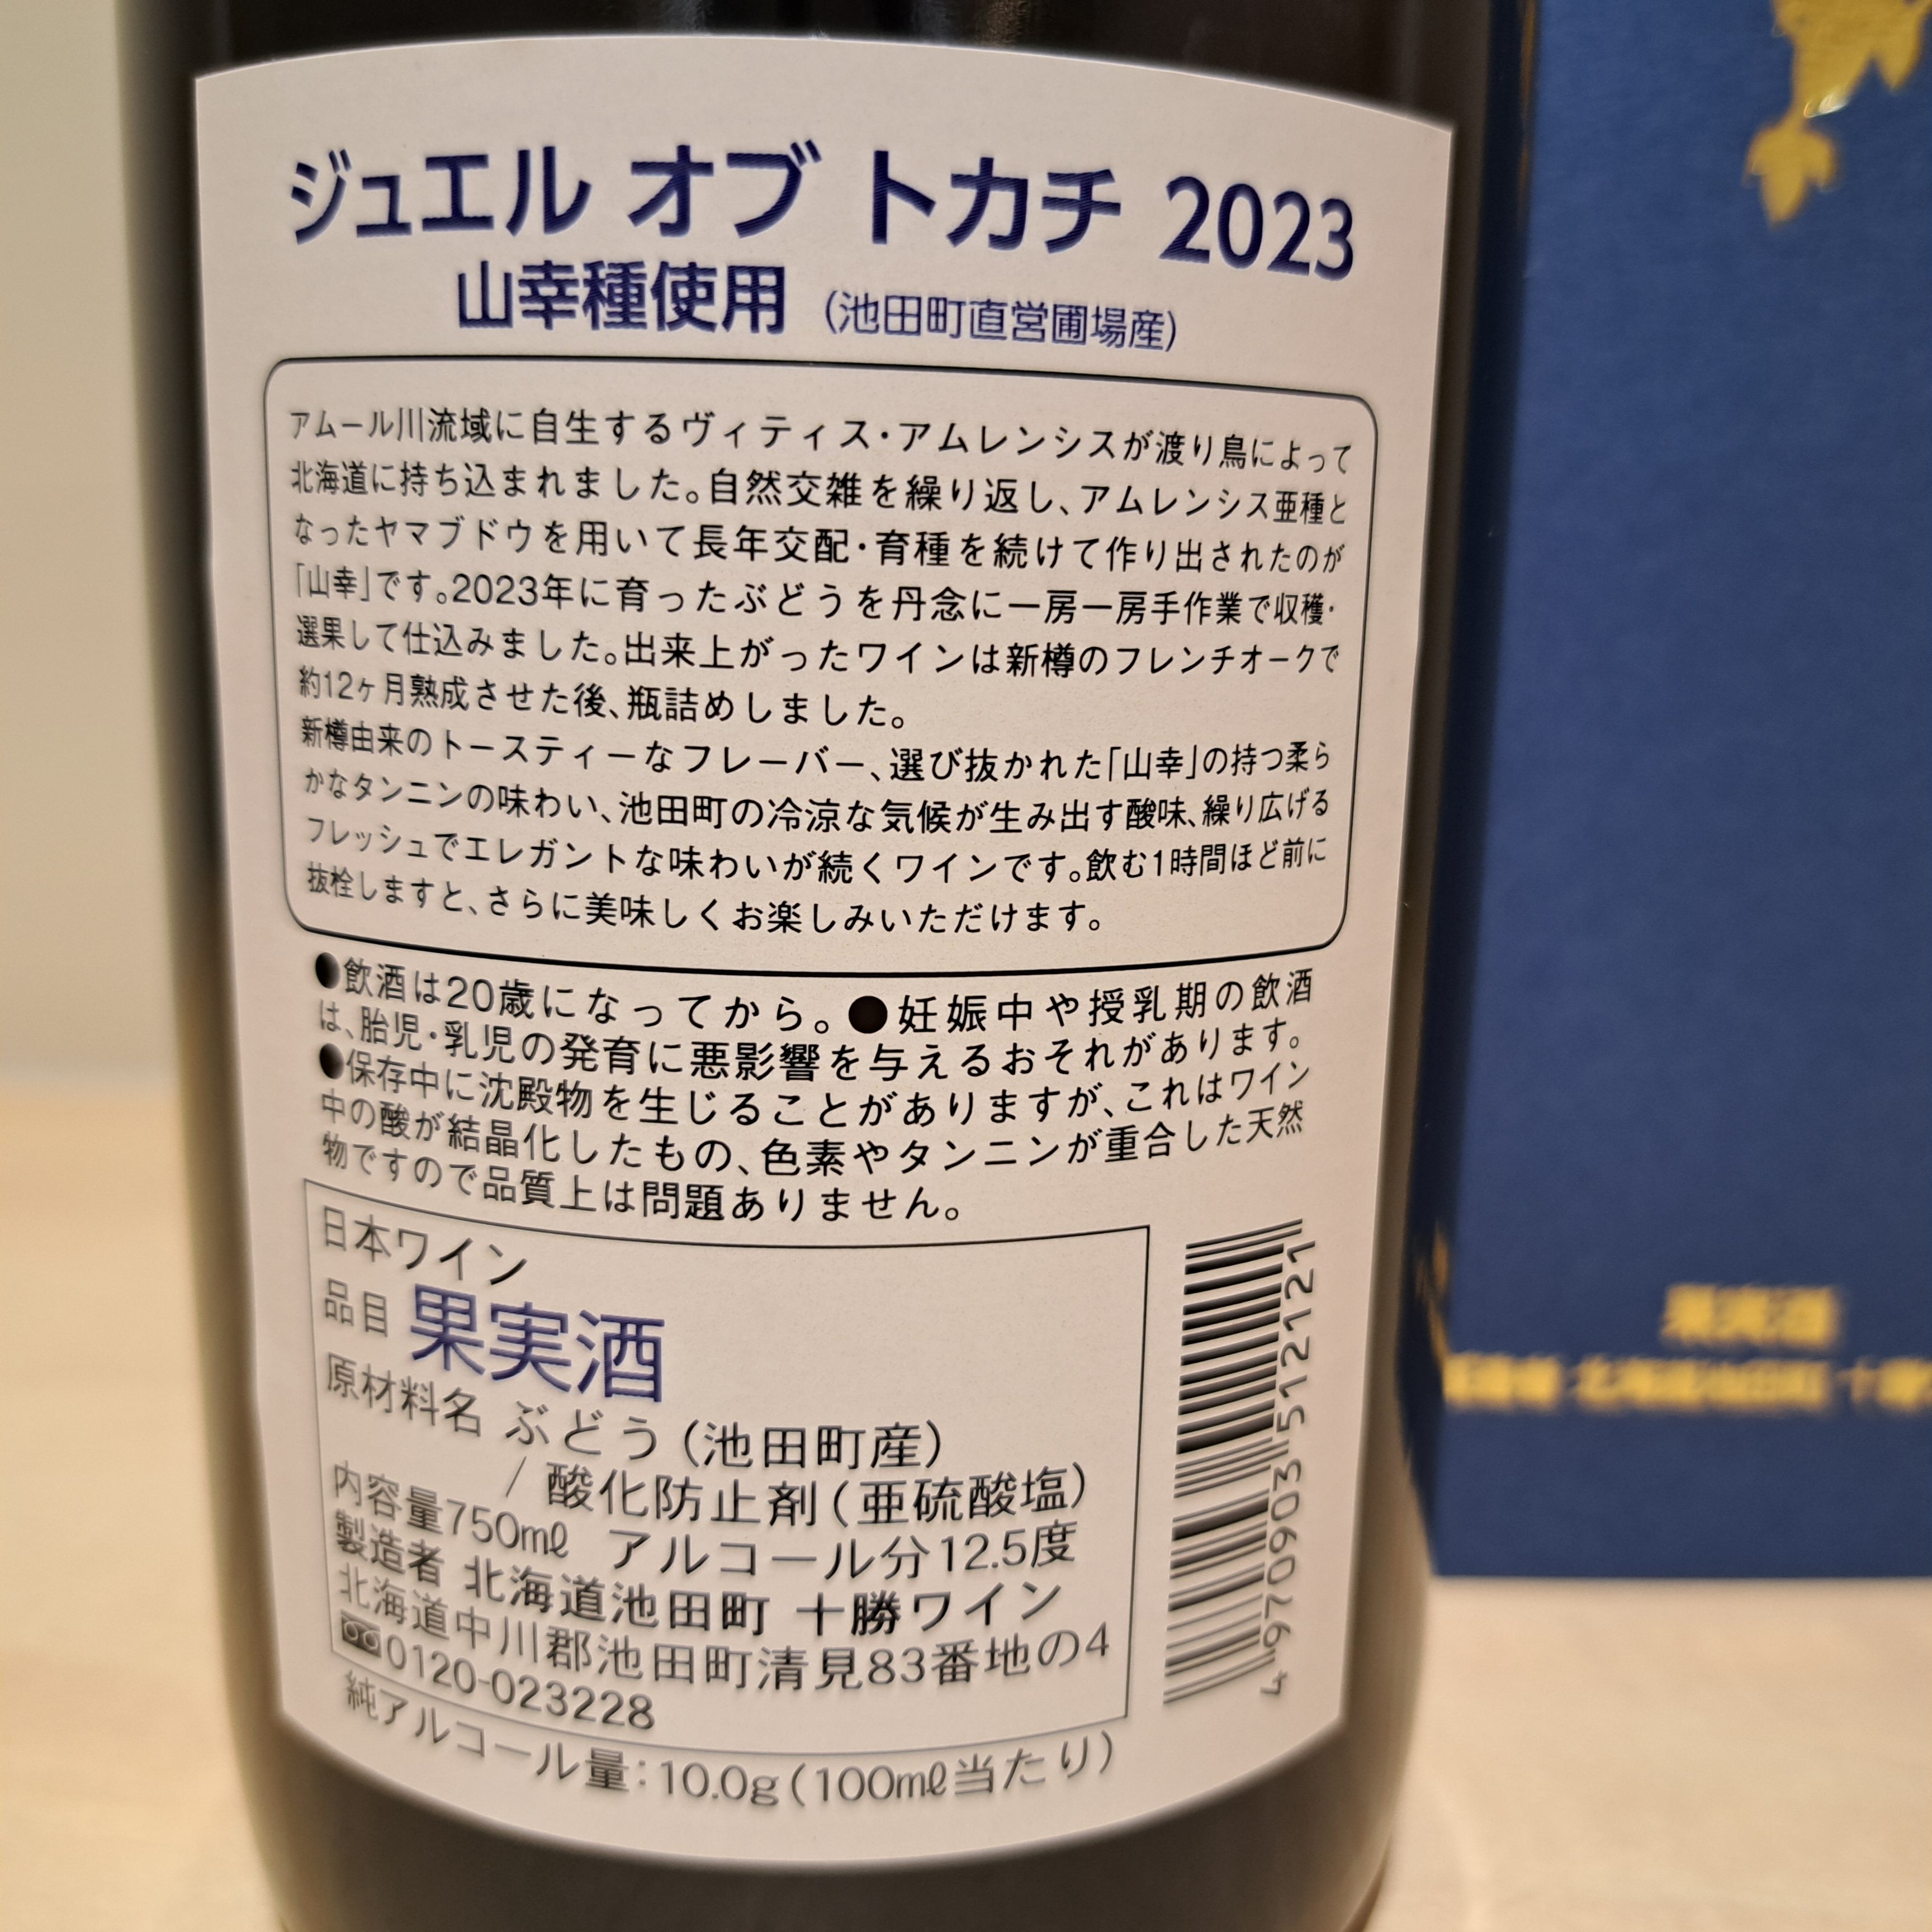 ジュエル オブ トカチ 2023
山幸種使用 (池田町直営圃場産)
アムール川流域に自生するヴィティス・アムレンシスが渡り鳥によって
北海道に持ち込まれました。自然交雑を繰り返し、アムレンシス亜種と
なったヤマブドウを用いて長年交配・育種を続けて作り出されたのが
「山幸」です。2023年に育ったぶどうを丹念に一房一房手作業で収穫・
選果して仕込みました。出来上がったワインは新樽のフレンチオークで
約12ヶ月熟成させた後、瓶詰めしました。
新樽由来のトースティーなフレーバー、選び抜かれた「山幸」の持つ柔ら
かなタンニンの味わい、池田町の冷涼な気候が生み出す酸味、繰り広げる
フレッシュでエレガントな味わいが続くワインです。飲む1時間ほど前に
抜栓しますと、さらに美味しくお楽しみいただけます。
●飲酒は20歳になってから。●妊娠中や授乳期の飲酒
は、胎児・乳児の発育に悪影響を与えるおそれがあります。
●保存中に沈殿物を生じることがありますが、これはワイン
中の酸が結晶化したもの、色素やタンニンが重合した天然
物ですので品質上は問題ありません。
日本ワイン
品目 果実酒
原材料名 ぶどう(池田町産)
/ 酸化防止剤(亜硫酸塩)
内容量750mℓ アルコール分12.5度
製造者 北海道池田町 十勝ワイン
北海道中川郡池田町清見83番地の4
0120-023228
純アルコール量:10.0g(100mℓ当たり)
4 970903 512121
果実酒
製造者 北海道池田町 十勝